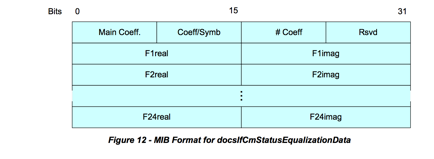 Bits 0 15 31
Main Coeff. Coeff/Symb # Coeff Rsvd
F1real F1imag
F2real F2imag
F24real F24imag
Figure 12 - MIB Format for docsIfCmStatusEqualizationData